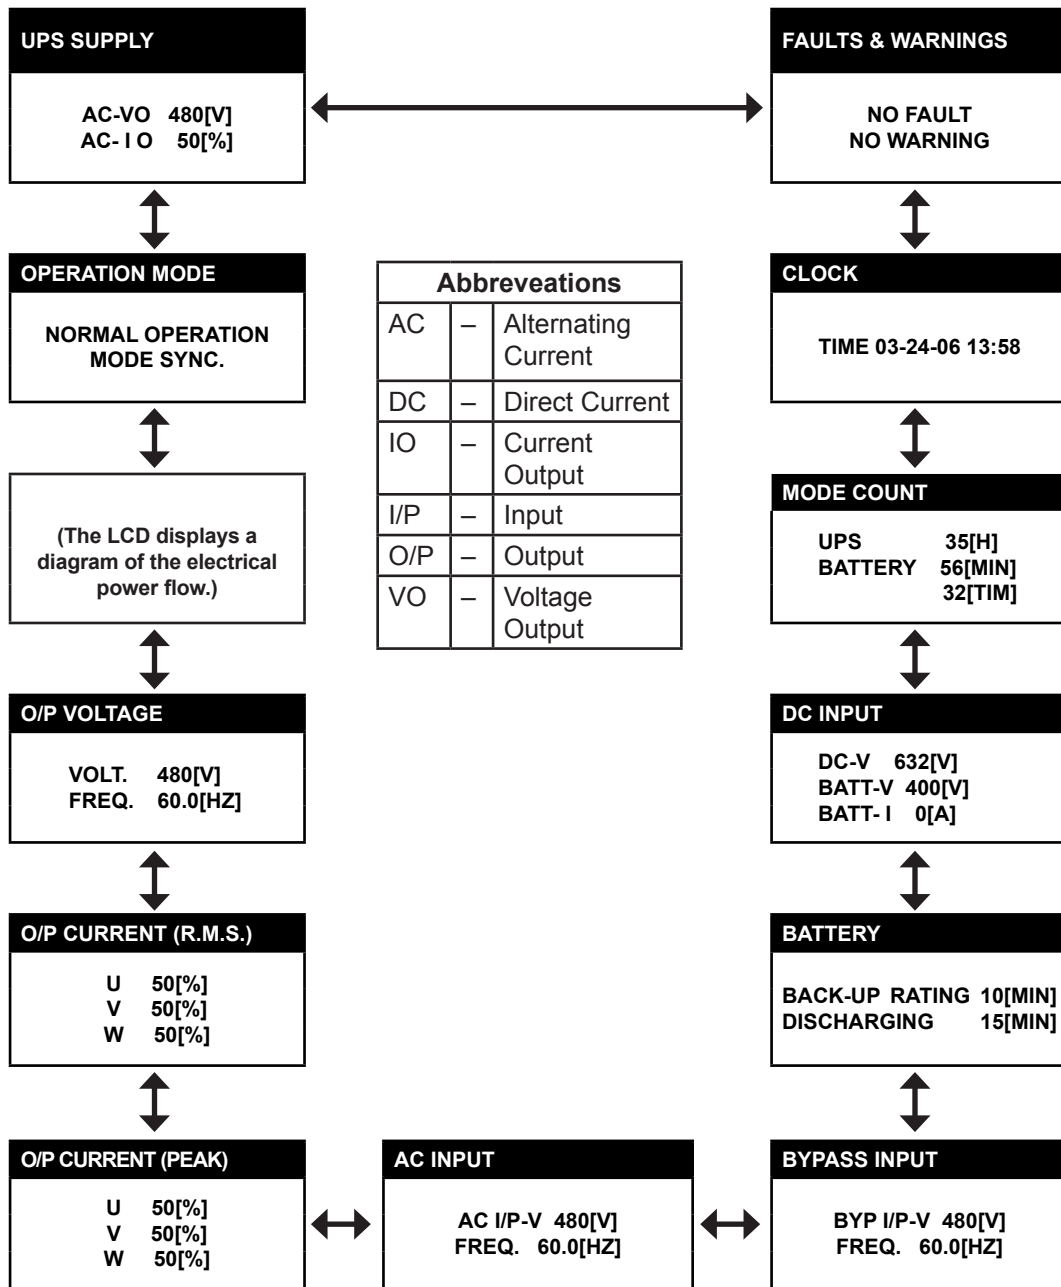 UPS SUPPLY
AC-VO 480[V]
AC- I O 50[%]
FAULTS & WARNINGS
NO FAULT
NO WARNING
OPERATION MODE
NORMAL OPERATION
MODE SYNC.
Abbreveations
AC – Alternating
Current
DC – Direct Current
IO – Current
Output
I/P – Input
O/P – Output
VO – Voltage
Output
CLOCK
TIME 03-24-06 13:58
(The LCD displays a
diagram of the electrical
power flow.)
MODE COUNT
UPS 35[H]
BATTERY 56[MIN]
32[TIM]
O/P VOLTAGE
VOLT. 480[V]
FREQ. 60.0[HZ]
DC INPUT
DC-V 632[V]
BATT-V 400[V]
BATT- I 0[A]
O/P CURRENT (R.M.S.)
U 50[%]
V 50[%]
W 50[%]
BATTERY
BACK-UP RATING 10[MIN]
DISCHARGING 15[MIN]
O/P CURRENT (PEAK)
U 50[%]
V 50[%]
W 50[%]
AC INPUT
AC I/P-V 480[V]
FREQ. 60.0[HZ]
BYPASS INPUT
BYP I/P-V 480[V]
FREQ. 60.0[HZ]